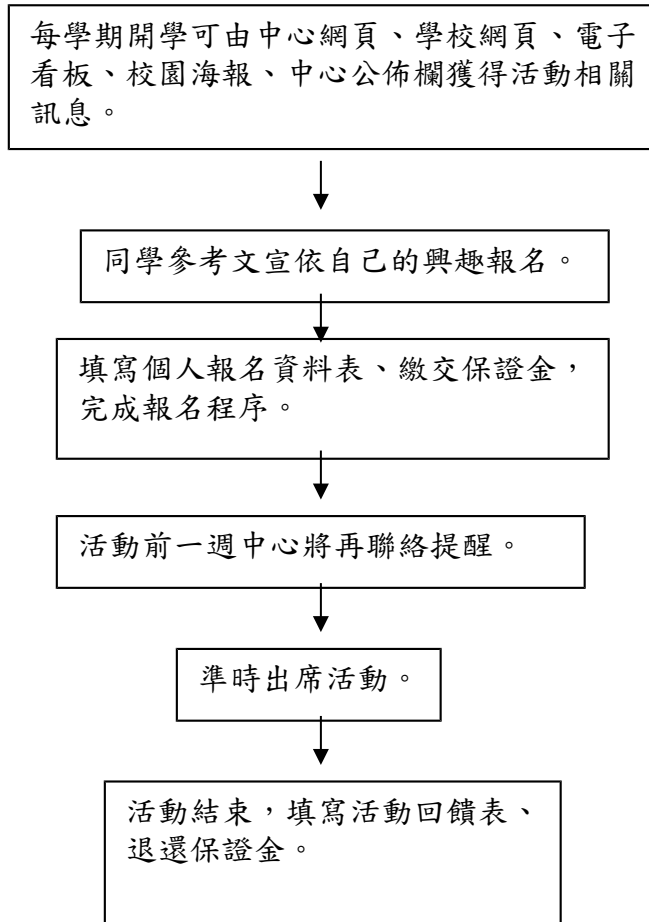 每學期開學可由中心網頁、學校網頁、電子
看板、校園海報、中心公佈欄獲得活動相關
訊息。
同學參考文宣依自己的興趣報名。
填寫個人報名資料表、繳交保證金，
完成報名程序。
活動前一週中心將再聯絡提醒。
準時出席活動。
活動結束，填寫活動回饋表、
退還保證金。